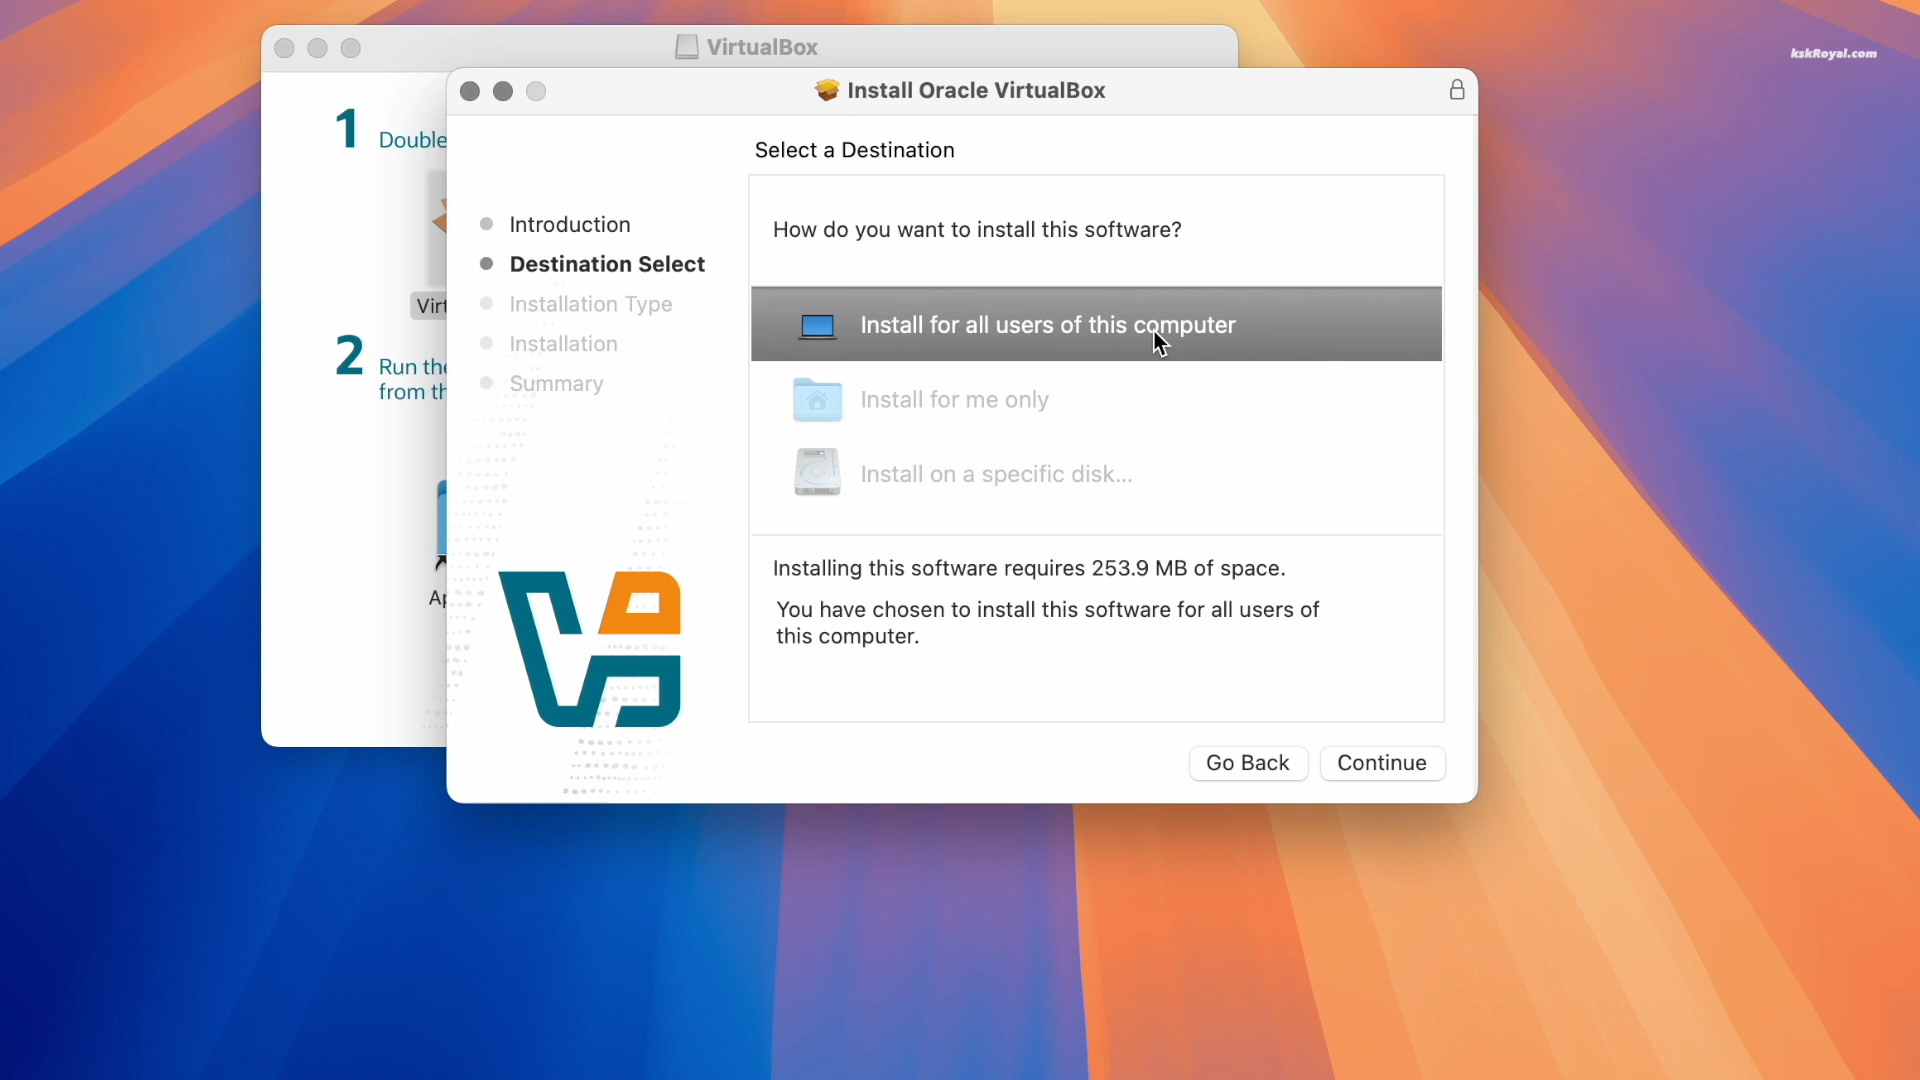 kskRoyal.com
VirtualBox
1
Double
Virt
2
Run the
from th
Ap
Install Oracle VirtualBox
Select a Destination
Introduction
Destination Select
Installation Type
Installation
Summary
How do you want to install this software?
Install for all users of this computer
Install for me only
Install on a specific disk...
Installing this software requires 253.9 MB of space.
You have chosen to install this software for all users of
this computer.
Go Back
Continue